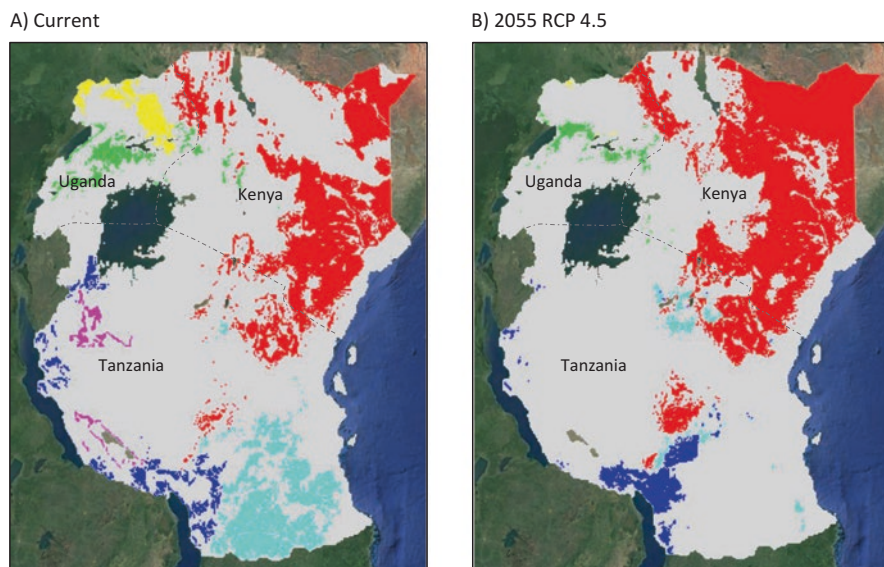 A) Current
B) 2055 RCP 4.5
Uganda
Kenya
Tanzania
Uganda
Kenya
Tanzania